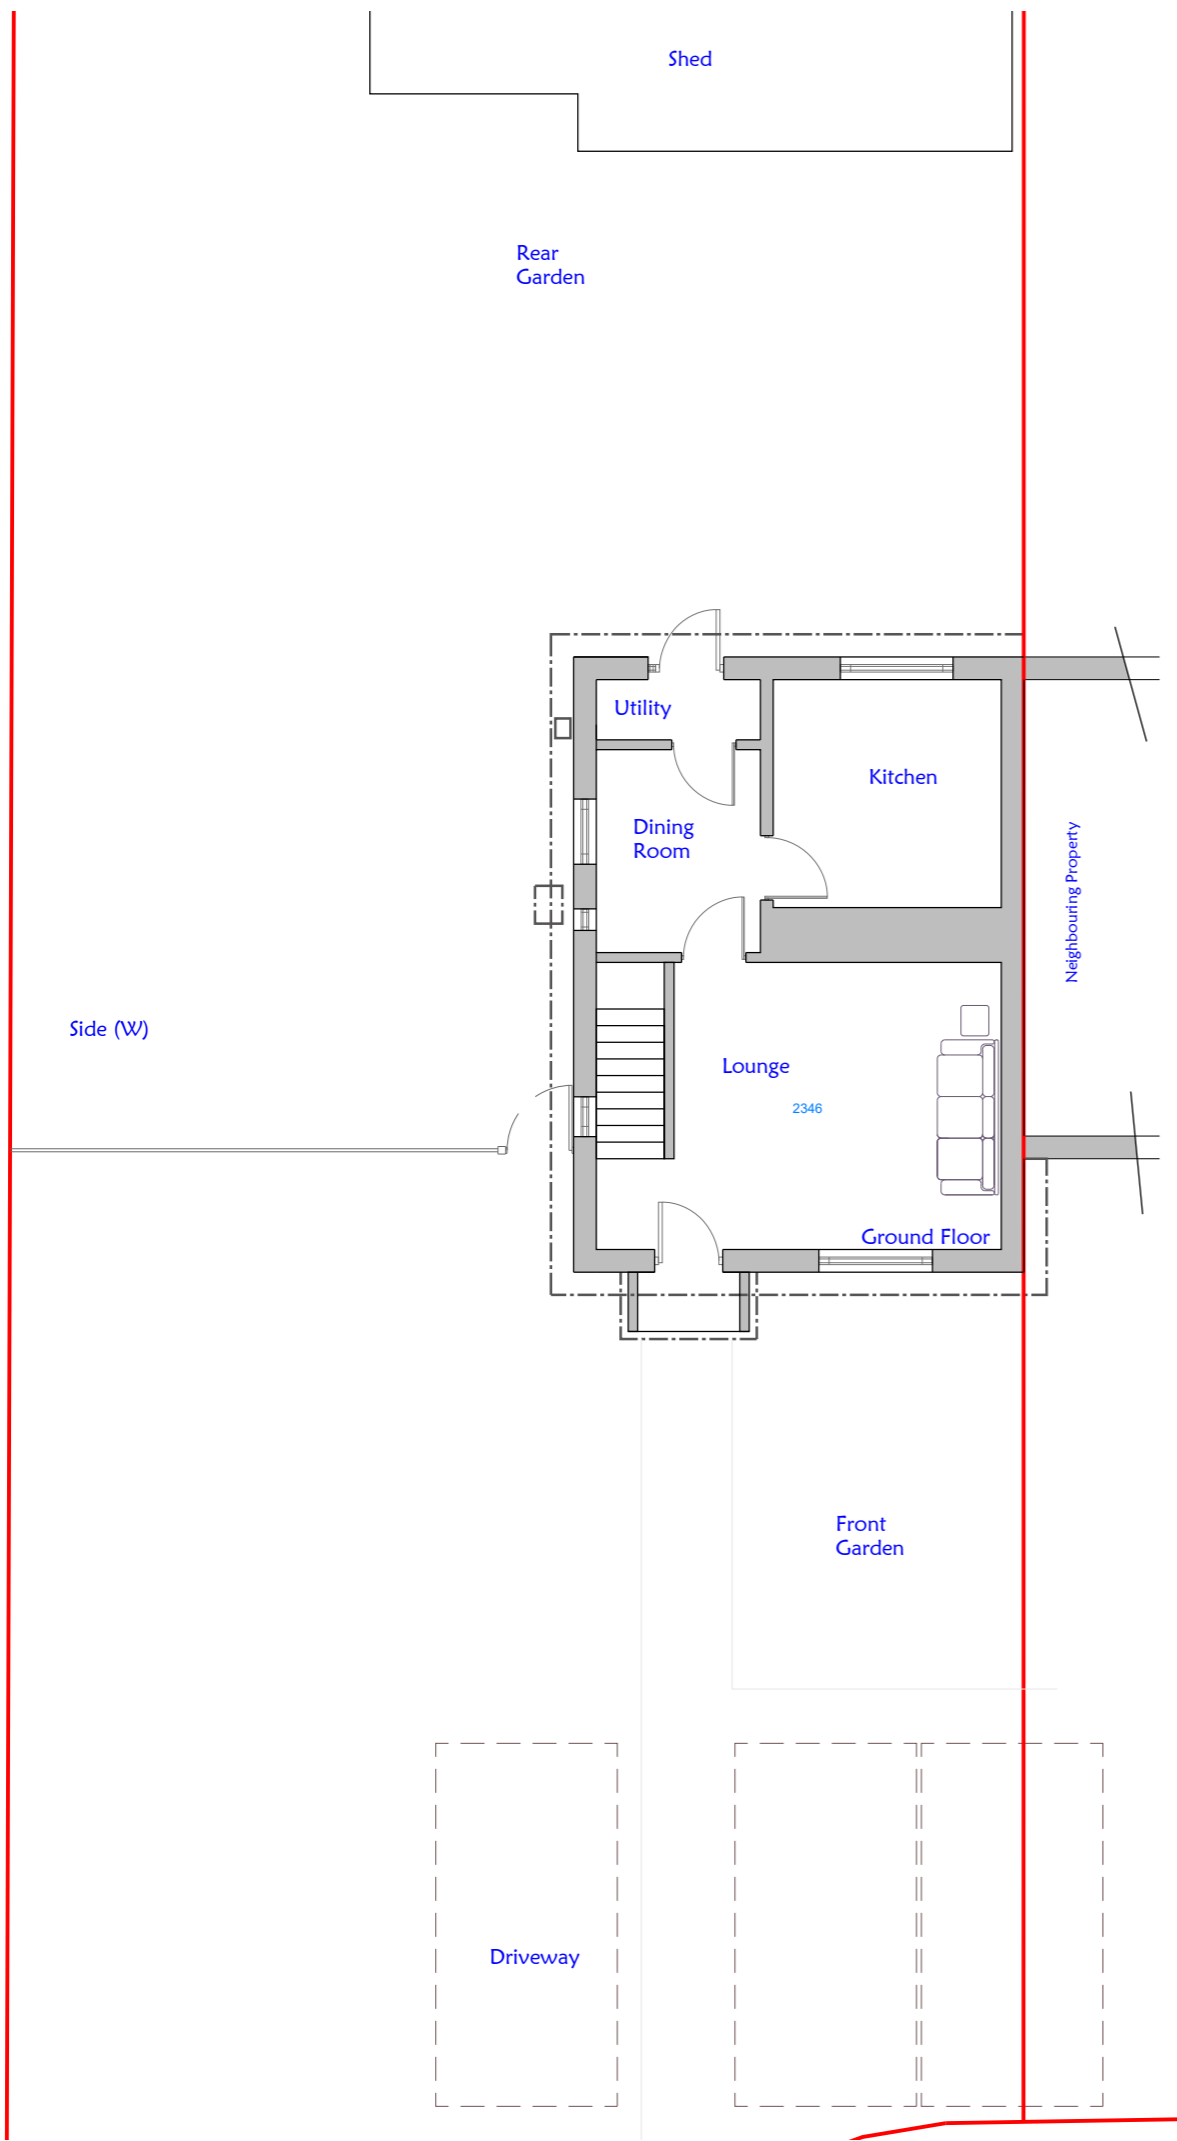 Shed
Rear
Garden
Utility
Kitchen
Dining
Room
Neighbouring Property
Side (W)
Lounge
2346
Ground Floor
Front
Garden
Driveway